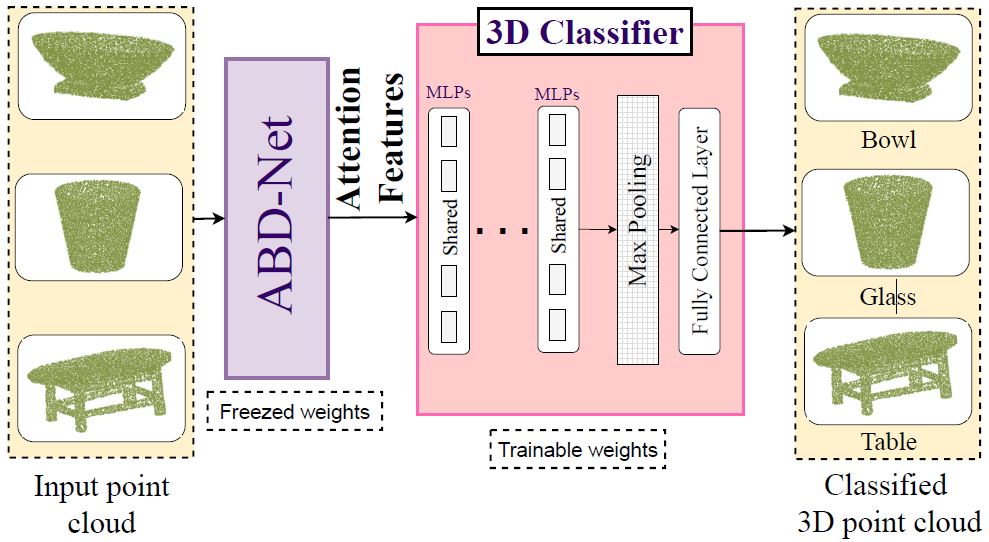 3D Classifier
ABD-Net
Attention
Features
MLPs
Shared
. . .
MLPs
Shared
Max Pooling
Fully Connected Layer
Bowl
Glass
Table
Freezed weights
Trainable weights
Input point
cloud
Classified
3D point cloud